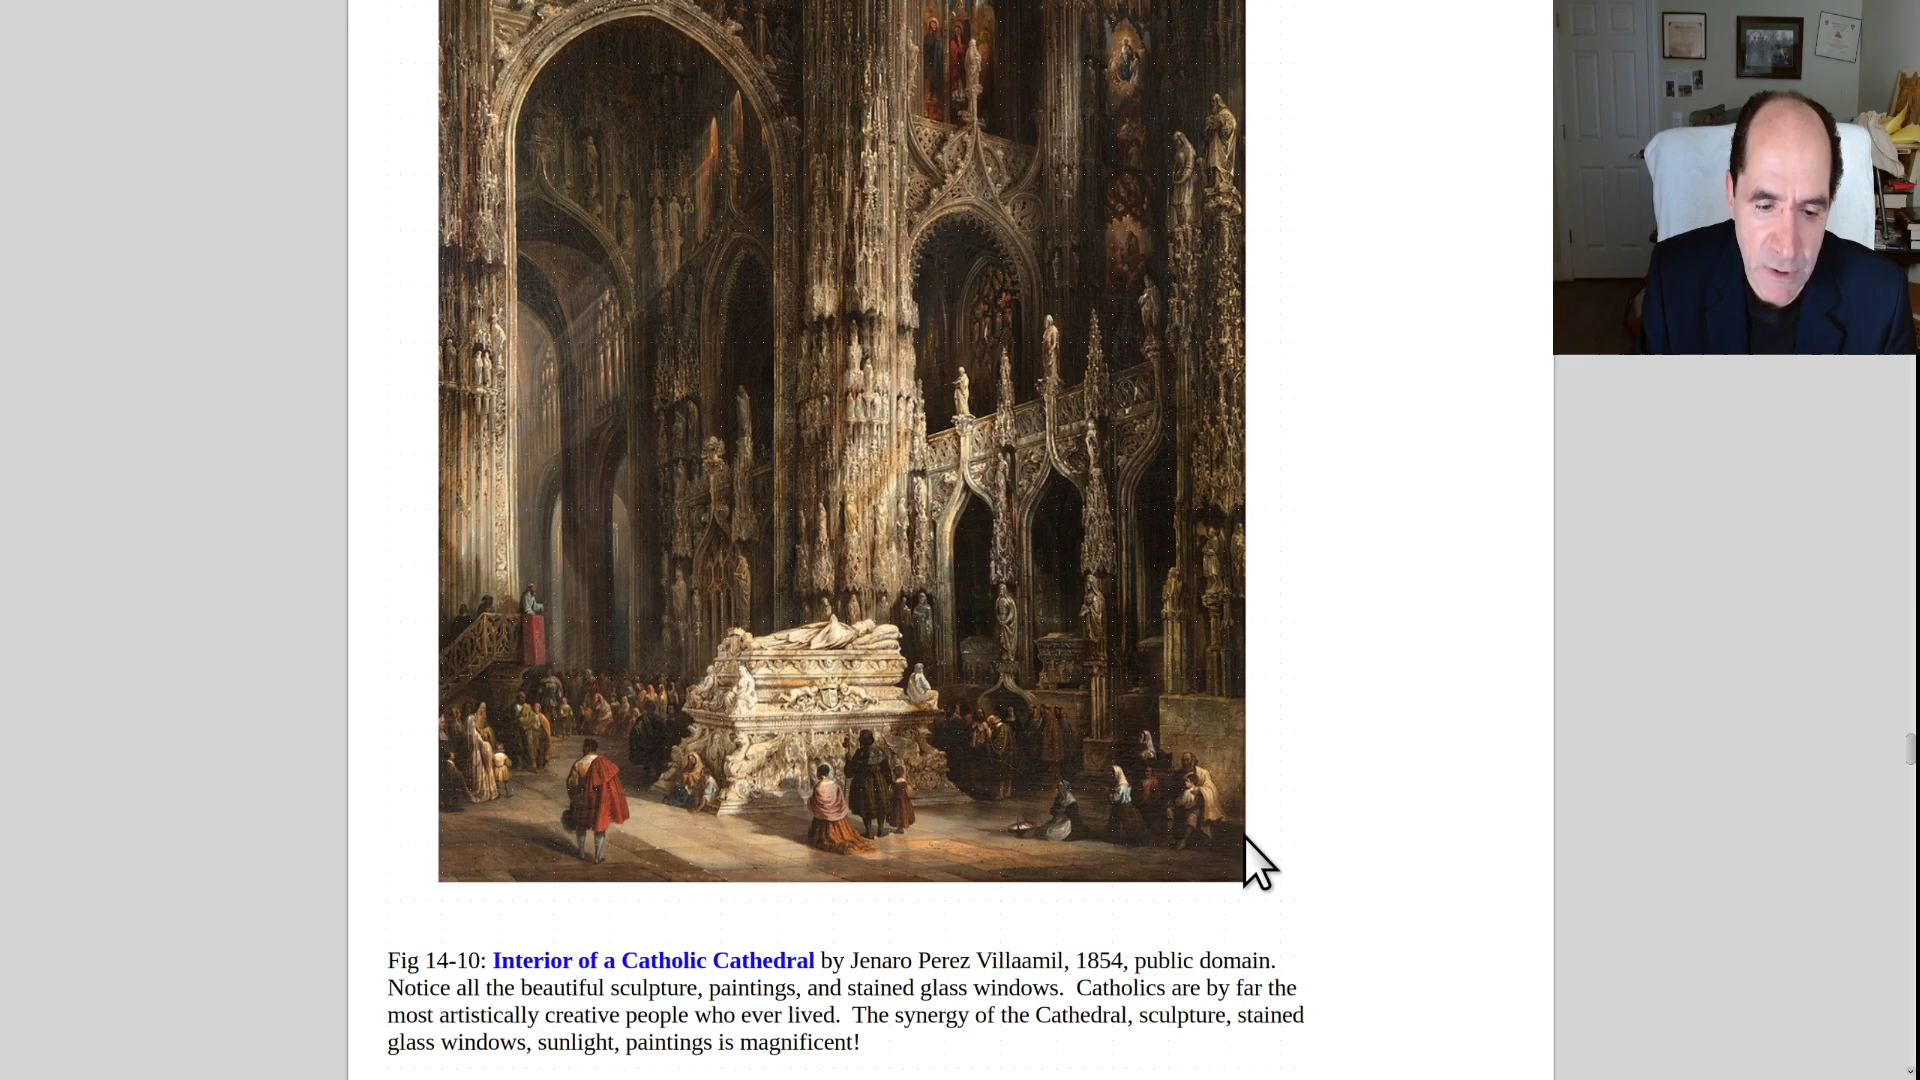 Fig 14-10: Interior of a Catholic Cathedral by Jenaro Perez Villaamil, 1854, public domain.
Notice all the beautiful sculpture, paintings, and stained glass windows.  Catholics are by far the
most artistically creative people who ever lived.  The synergy of the Cathedral, sculpture, stained
glass windows, sunlight, paintings is magnificent!